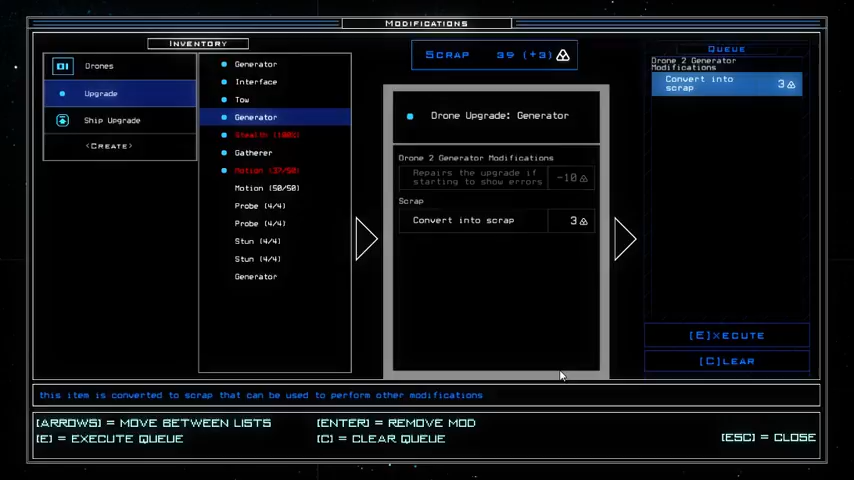 Modifications
Inventory
Drones
Upgrade
Ship Upgrade
<Create>
Generator
Interface
Tow
Generator
Stealth (100%)
Gatherer
Motion (37/50)
Motion (50/50)
Probe (4/4)
Probe (4/4)
Stun (4/4)
Stun (4/4)
Generator
Scrap 39 (+3)
Drone Upgrade: Generator
Drone 2 Generator Modifications
Repairs the upgrade if
starting to show errors
-10
Scrap
Convert into scrap 3
Queue
Drone 2 Generator
Modifications
Convert into
scrap
3
[E]xecute
[C]lear
this item is converted to scrap that can be used to perform other modifications
[ARROWS] = MOVE BETWEEN LISTS
[ENTER] = REMOVE MOD
[E] = EXECUTE QUEUE
[C] = CLEAR QUEUE
[ESC] = CLOSE